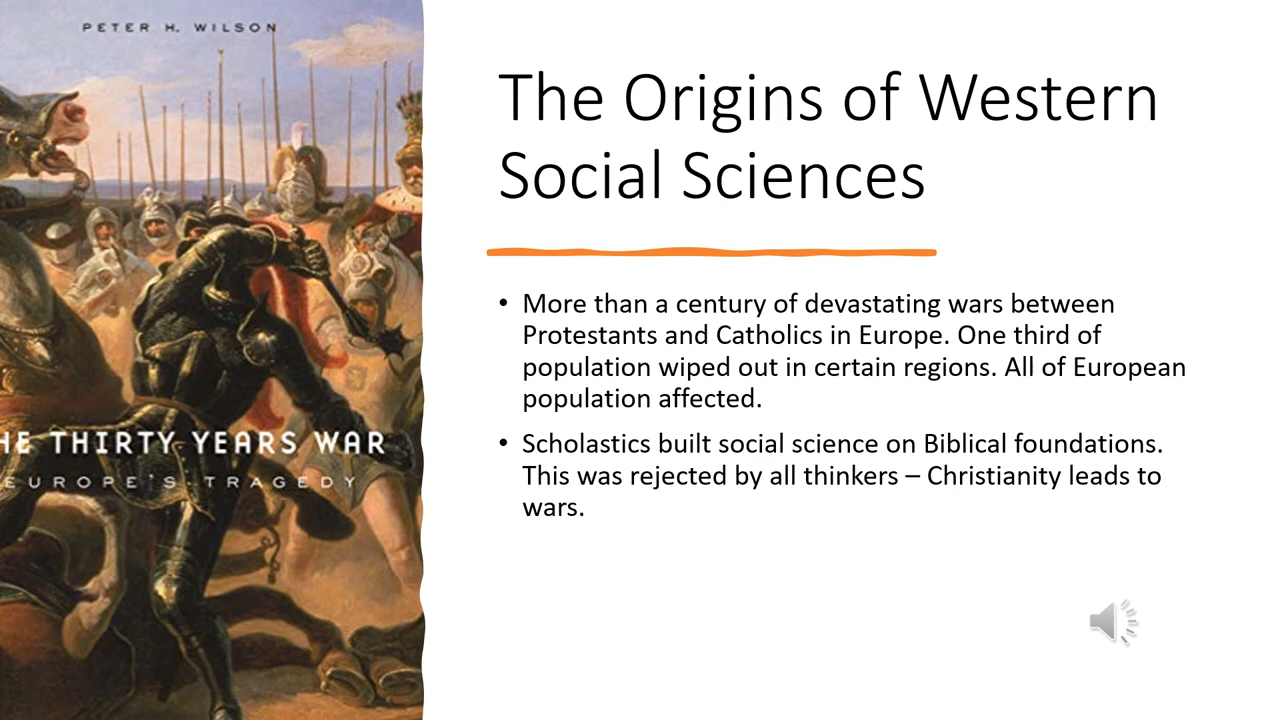 PETER H. WILSON
HE THIRTY YEARS WAR
EUROPE'S TRAGEDY
The Origins of Western
Social Sciences
• More than a century of devastating wars between
Protestants and Catholics in Europe. One third of
population wiped out in certain regions. All of European
population affected.
• Scholastics built social science on Biblical foundations.
This was rejected by all thinkers – Christianity leads to
wars.